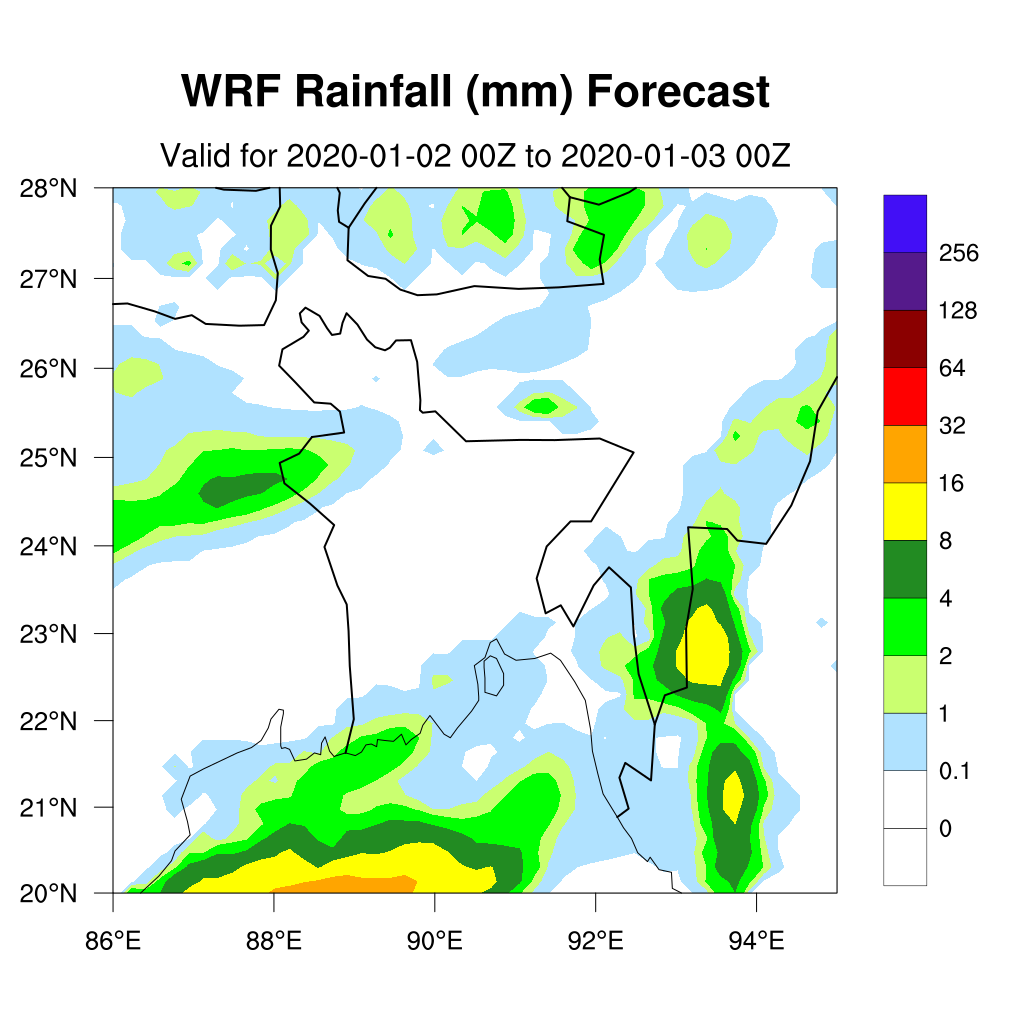 WRF Rainfall (mm) Forecast
Valid for 2020-01-02 00Z to 2020-01-03 00Z
28°N
27°N
26°N
25°N
24°N
23°N
22°N
21°N
20°N
86°E 88°E 90°E 92°E 94°E
256
128
64
32
16
8
4
2
1
0.1
0